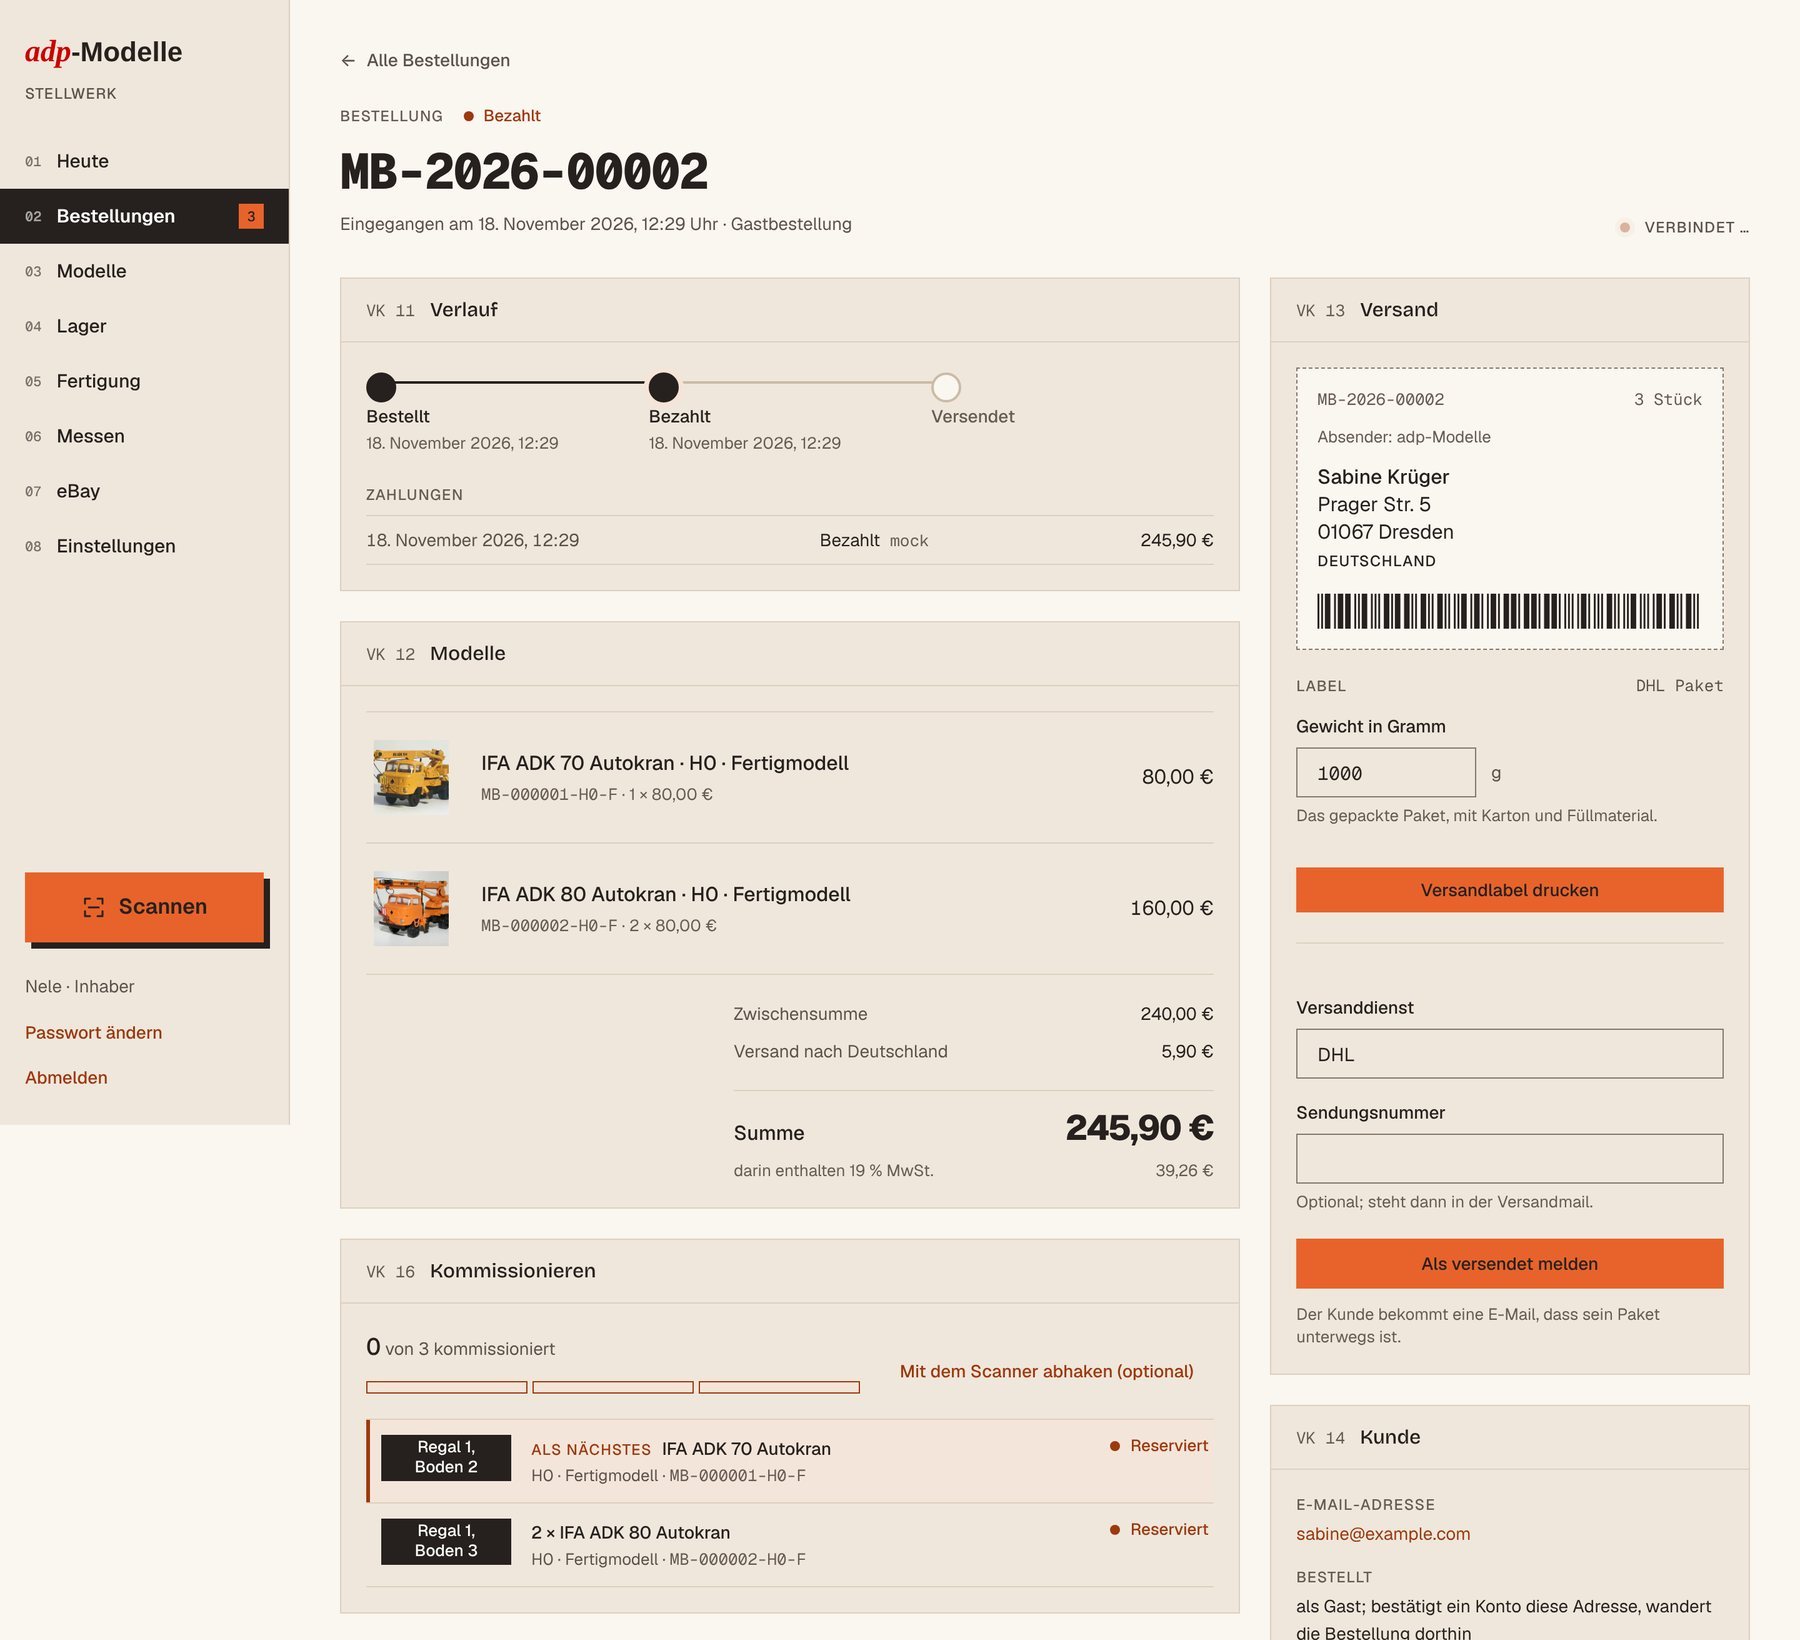 adp-Modelle
STELLWERK
01 Heute
02 Bestellungen 3
03 Modelle
04 Lager
05 Fertigung
06 Messen
07 eBay
08 Einstellungen
Scannen
Nele · Inhaber
Passwort ändern
Abmelden
← Alle Bestellungen
BESTELLUNG Bezahlt
MB-2026-00002
Eingegangen am 18. November 2026, 12:29 Uhr · Gastbestellung
VERBINDET …
VK 11 Verlauf
Bestellt
18. November 2026, 12:29
Bezahlt
18. November 2026, 12:29
Versendet
ZAHLUNGEN
18. November 2026, 12:29 Bezahlt mock 245,90 €
VK 12 Modelle
IFA ADK 70 Autokran · H0 · Fertigmodell
MB-000001-H0-F · 1 × 80,00 €
80,00 €
IFA ADK 80 Autokran · H0 · Fertigmodell
MB-000002-H0-F · 2 × 80,00 €
160,00 €
Zwischensumme 240,00 €
Versand nach Deutschland 5,90 €
Summe 245,90 €
darin enthalten 19 % MwSt. 39,26 €
VK 16 Kommissionieren
0 von 3 kommissioniert
Mit dem Scanner abhaken (optional)
Regal 1,
Boden 2
ALS NÄCHSTES IFA ADK 70 Autokran
H0 · Fertigmodell · MB-000001-H0-F
Reserviert
Regal 1,
Boden 3
2 × IFA ADK 80 Autokran
H0 · Fertigmodell · MB-000002-H0-F
Reserviert
VK 13 Versand
MB-2026-00002 3 Stück
Absender: adp-Modelle
Sabine Krüger
Prager Str. 5
01067 Dresden
DEUTSCHLAND
LABEL DHL Paket
Gewicht in Gramm
1000 g
Das gepackte Paket, mit Karton und Füllmaterial.
Versandlabel drucken
Versanddienst
DHL
Sendungsnummer
Optional; steht dann in der Versandmail.
Als versendet melden
Der Kunde bekommt eine E-Mail, dass sein Paket
unterwegs ist.
VK 14 Kunde
E-MAIL-ADRESSE
sabine@example.com
BESTELLT
als Gast; bestätigt ein Konto diese Adresse, wandert
die Bestellung dorthin